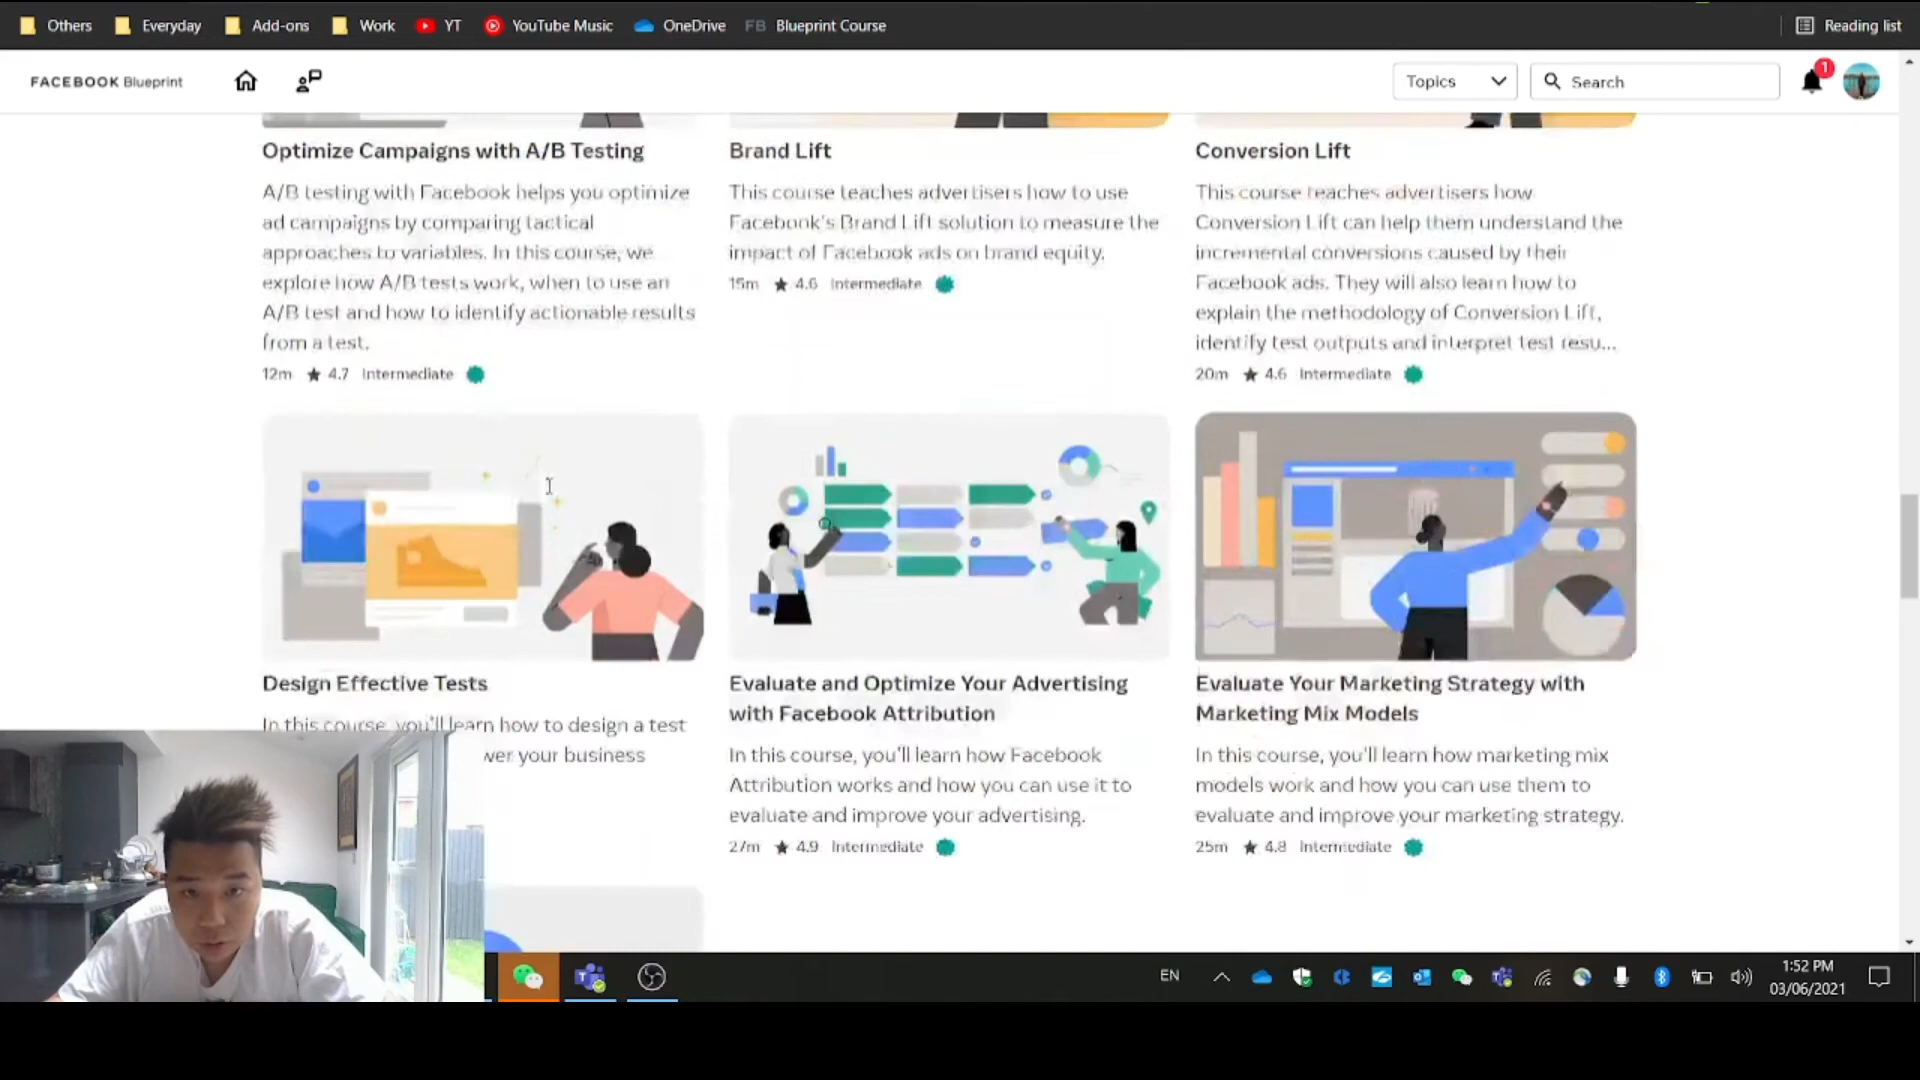 Others Everyday Add-ons Work YT YouTube Music OneDrive FB Blueprint Course Reading list
FACEBOOK Blueprint Topics Search 1
Optimize Campaigns with A/B Testing
A/B testing with Facebook helps you optimize
ad campaigns by comparing tactical
approaches to variables. In this course, we
explore how A/B tests work, when to use an
A/B test and how to identify actionable results
from a test.
12m 4.7 Intermediate
Brand Lift
This course teaches advertisers how to use
Facebook's Brand Lift solution to measure the
impact of Facebook ads on brand equity.
15m 4.6 Intermediate
Conversion Lift
This course teaches advertisers how
Conversion Lift can help them understand the
incremental conversions caused by their
Facebook ads. They will also learn how to
explain the methodology of Conversion Lift,
identify test outputs and interpret test resu...
20m 4.6 Intermediate
Design Effective Tests
In this course, you'll learn how to design a test
your business
Evaluate and Optimize Your Advertising
with Facebook Attribution
In this course, you'll learn how Facebook
Attribution works and how you can use it to
evaluate and improve your advertising.
27m 4.9 Intermediate
Evaluate Your Marketing Strategy with
Marketing Mix Models
In this course, you'll learn how marketing mix
models work and how you can use them to
evaluate and improve your marketing strategy.
25m 4.8 Intermediate
EN
1:52 PM
03/06/2021